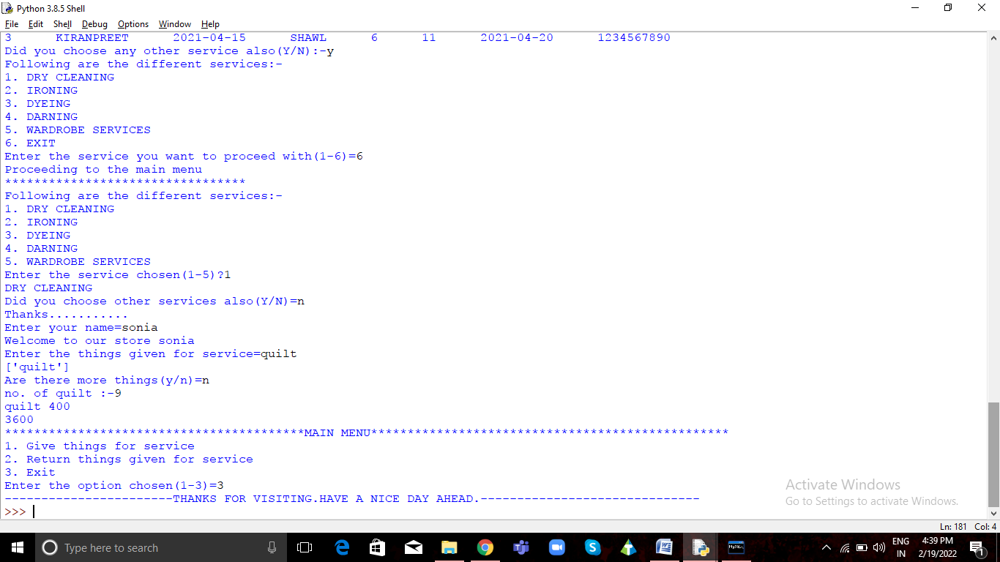 Python 3.8.5 Shell
File Edit Shell Debug Options Window Help
3 KIRANPREET 2021-04-15 SHAWL 6 11 2021-04-20 1234567890
Did you choose any other service also(Y/N):-y
Following are the different services:-
1. DRY CLEANING
2. IRONING
3. DYEING
4. DARNING
5. WARDROBE SERVICES
6. EXIT
Enter the service you want to proceed with(1-6)=6
Proceeding to the main menu
*********************************
Following are the different services:-
1. DRY CLEANING
2. IRONING
3. DYEING
4. DARNING
5. WARDROBE SERVICES
Enter the service chosen(1-5)?1
DRY CLEANING
Did you choose other services also(Y/N)=n
Thanks...........
Enter your name=sonia
Welcome to our store sonia
Enter the things given for service=quilt
['quilt']
Are there more things(y/n)=n
no. of quilt :-9
quilt 400
3600
*****************************************MAIN MENU*************************************************
1. Give things for service
2. Return things given for service
3. Exit
Enter the option chosen(1-3)=3
-----------------------THANKS FOR VISITING.HAVE A NICE DAY AHEAD.------------------------------
>>>
Activate Windows
Go to Settings to activate Windows.
Ln: 181 Col: 4
Type here to search
ENG
IN
4:39 PM
2/19/2022
1